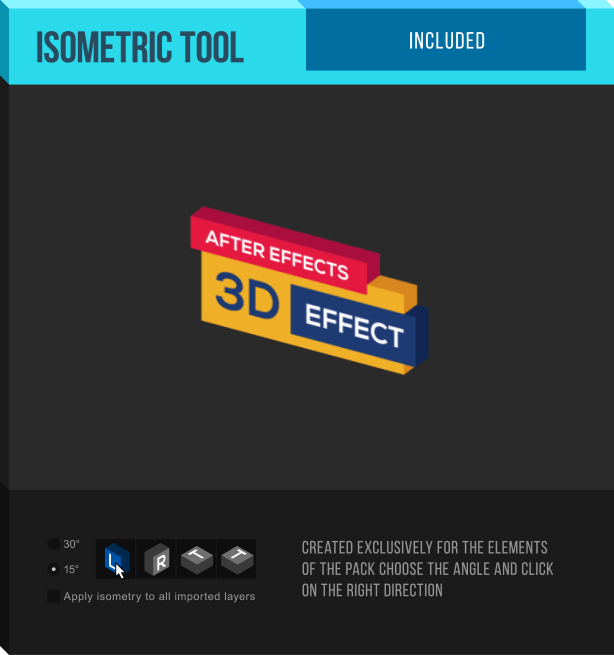 ISOMETRIC TOOL
INCLUDED
AFTER EFFECTS
3D
EFFECT
30°
15°
L
R
T
T
Apply isometry to all imported layers
CREATED EXCLUSIVELY FOR THE ELEMENTS
OF THE PACK CHOOSE THE ANGLE AND CLICK
ON THE RIGHT DIRECTION